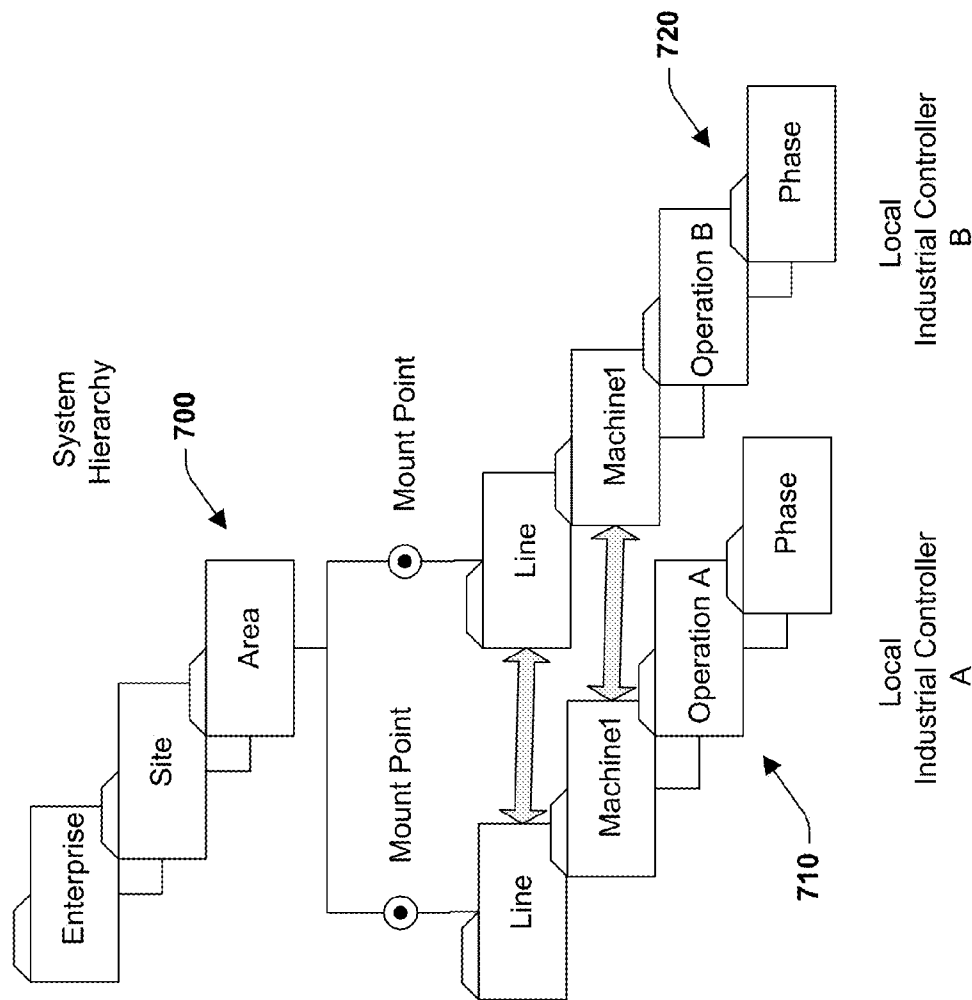 System
Hierarchy
700
Enterprise
Site
Area
Mount Point
Mount Point
Line
Machine1
Operation A
Phase
710
Local
Industrial Controller
A
Line
Machine1
Operation B
Phase
720
Local
Industrial Controller
B